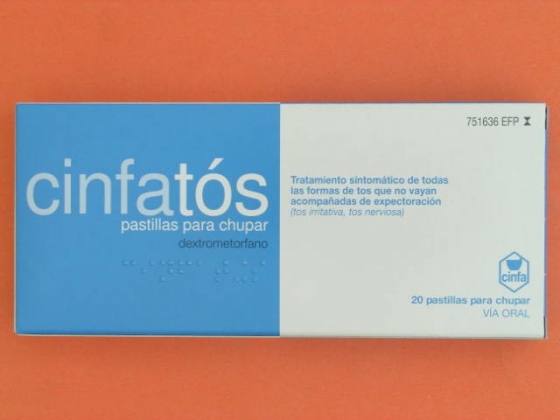 751636 EFP
cinfatós
pastillas para chupar
dextrometorfano
Tratamiento sintomático de todas
las formas de tos que no vayan
acompañadas de expectoración
(tos irritativa, tos nerviosa)
cinfa
20 pastillas para chupar
VÍA ORAL